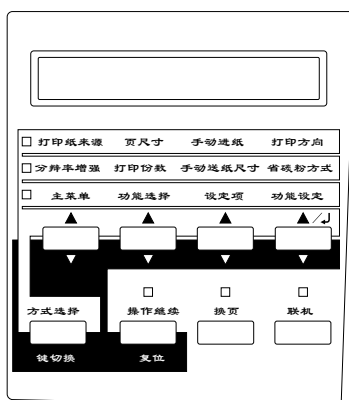 打印纸来源 页尺寸 手动进纸 打印方向
分辩率增强 打印份数 手动送纸尺寸 省碳粉方式
主菜单 功能选择 设定项 功能设定
方式选择 操作继续 换页 联机
键切换 复位